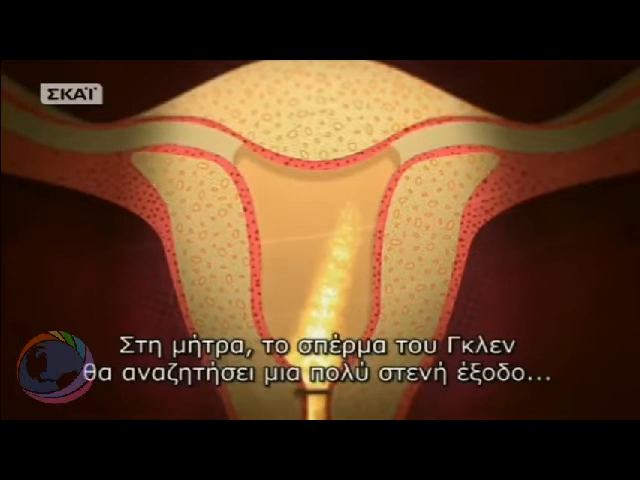 ΣΚΑΪ
Στη μήτρα, το σπέρμα του Γκλεν
θα αναζητήσει μια πολύ στενή έξοδο...